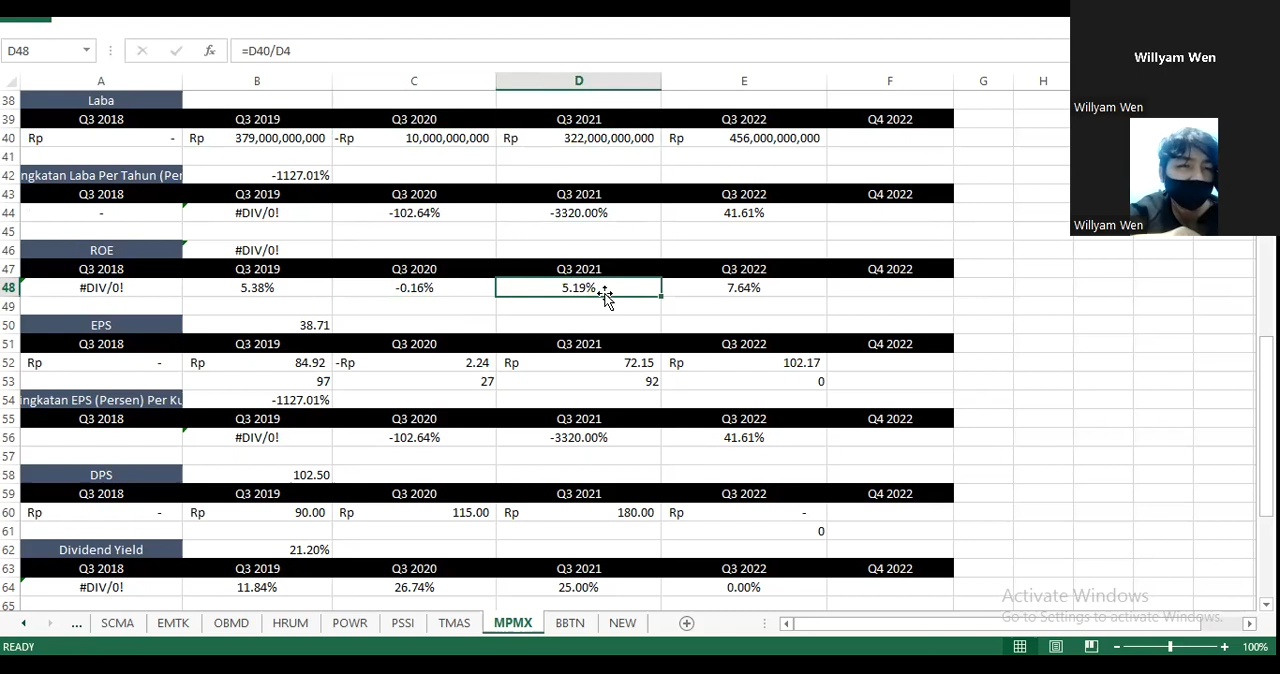 D48 fx =D40/D4
Willyam Wen
Willyam Wen
Willyam Wen
A B C D E F G H
38 Laba
39 Q3 2018 Q3 2019 Q3 2020 Q3 2021 Q3 2022 Q4 2022
40 Rp - Rp 379,000,000,000 -Rp 10,000,000,000 Rp 322,000,000,000 Rp 456,000,000,000
41
42 ngkatan Laba Per Tahun (Per -1127.01%
43 Q3 2018 Q3 2019 Q3 2020 Q3 2021 Q3 2022 Q4 2022
44 - #DIV/0! -102.64% -3320.00% 41.61%
45
46 ROE #DIV/0!
47 Q3 2018 Q3 2019 Q3 2020 Q3 2021 Q3 2022 Q4 2022
48 #DIV/0! 5.38% -0.16% 5.19% 7.64%
49
50 EPS 38.71
51 Q3 2018 Q3 2019 Q3 2020 Q3 2021 Q3 2022 Q4 2022
52 Rp - Rp 84.92 -Rp 2.24 Rp 72.15 Rp 102.17
53 97 27 92 0
54 ngkatan EPS (Persen) Per Ku -1127.01%
55 Q3 2018 Q3 2019 Q3 2020 Q3 2021 Q3 2022 Q4 2022
56 #DIV/0! -102.64% -3320.00% 41.61%
57
58 DPS 102.50
59 Q3 2018 Q3 2019 Q3 2020 Q3 2021 Q3 2022 Q4 2022
60 Rp - Rp 90.00 Rp 115.00 Rp 180.00 Rp -
61 0
62 Dividend Yield 21.20%
63 Q3 2018 Q3 2019 Q3 2020 Q3 2021 Q3 2022 Q4 2022
64 #DIV/0! 11.84% 26.74% 25.00% 0.00%
65
Activate Windows
Go to Settings to activate Windows.
... SCMA EMTK OBMD HRUM POWR PSSI TMAS MPMX BBTN NEW
READY 100%